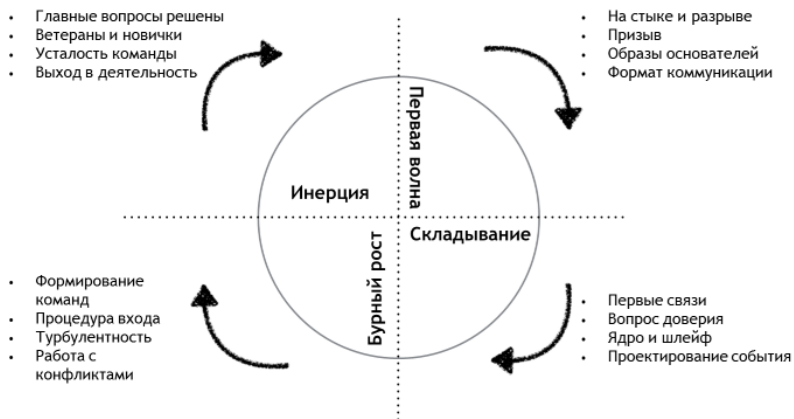 • Главные вопросы решены
• Ветераны и новички
• Усталость команды
• Выход в деятельность
• На стыке и разрыве
• Призыв
• Образы основателей
• Формат коммуникации
Первая волна
Инерция
Складывание
Бурный рост
• Формирование
команд
• Процедура входа
• Турбулентность
• Работа с
конфликтами
• Первые связи
• Вопрос доверия
• Ядро и шлейф
• Проектирование события